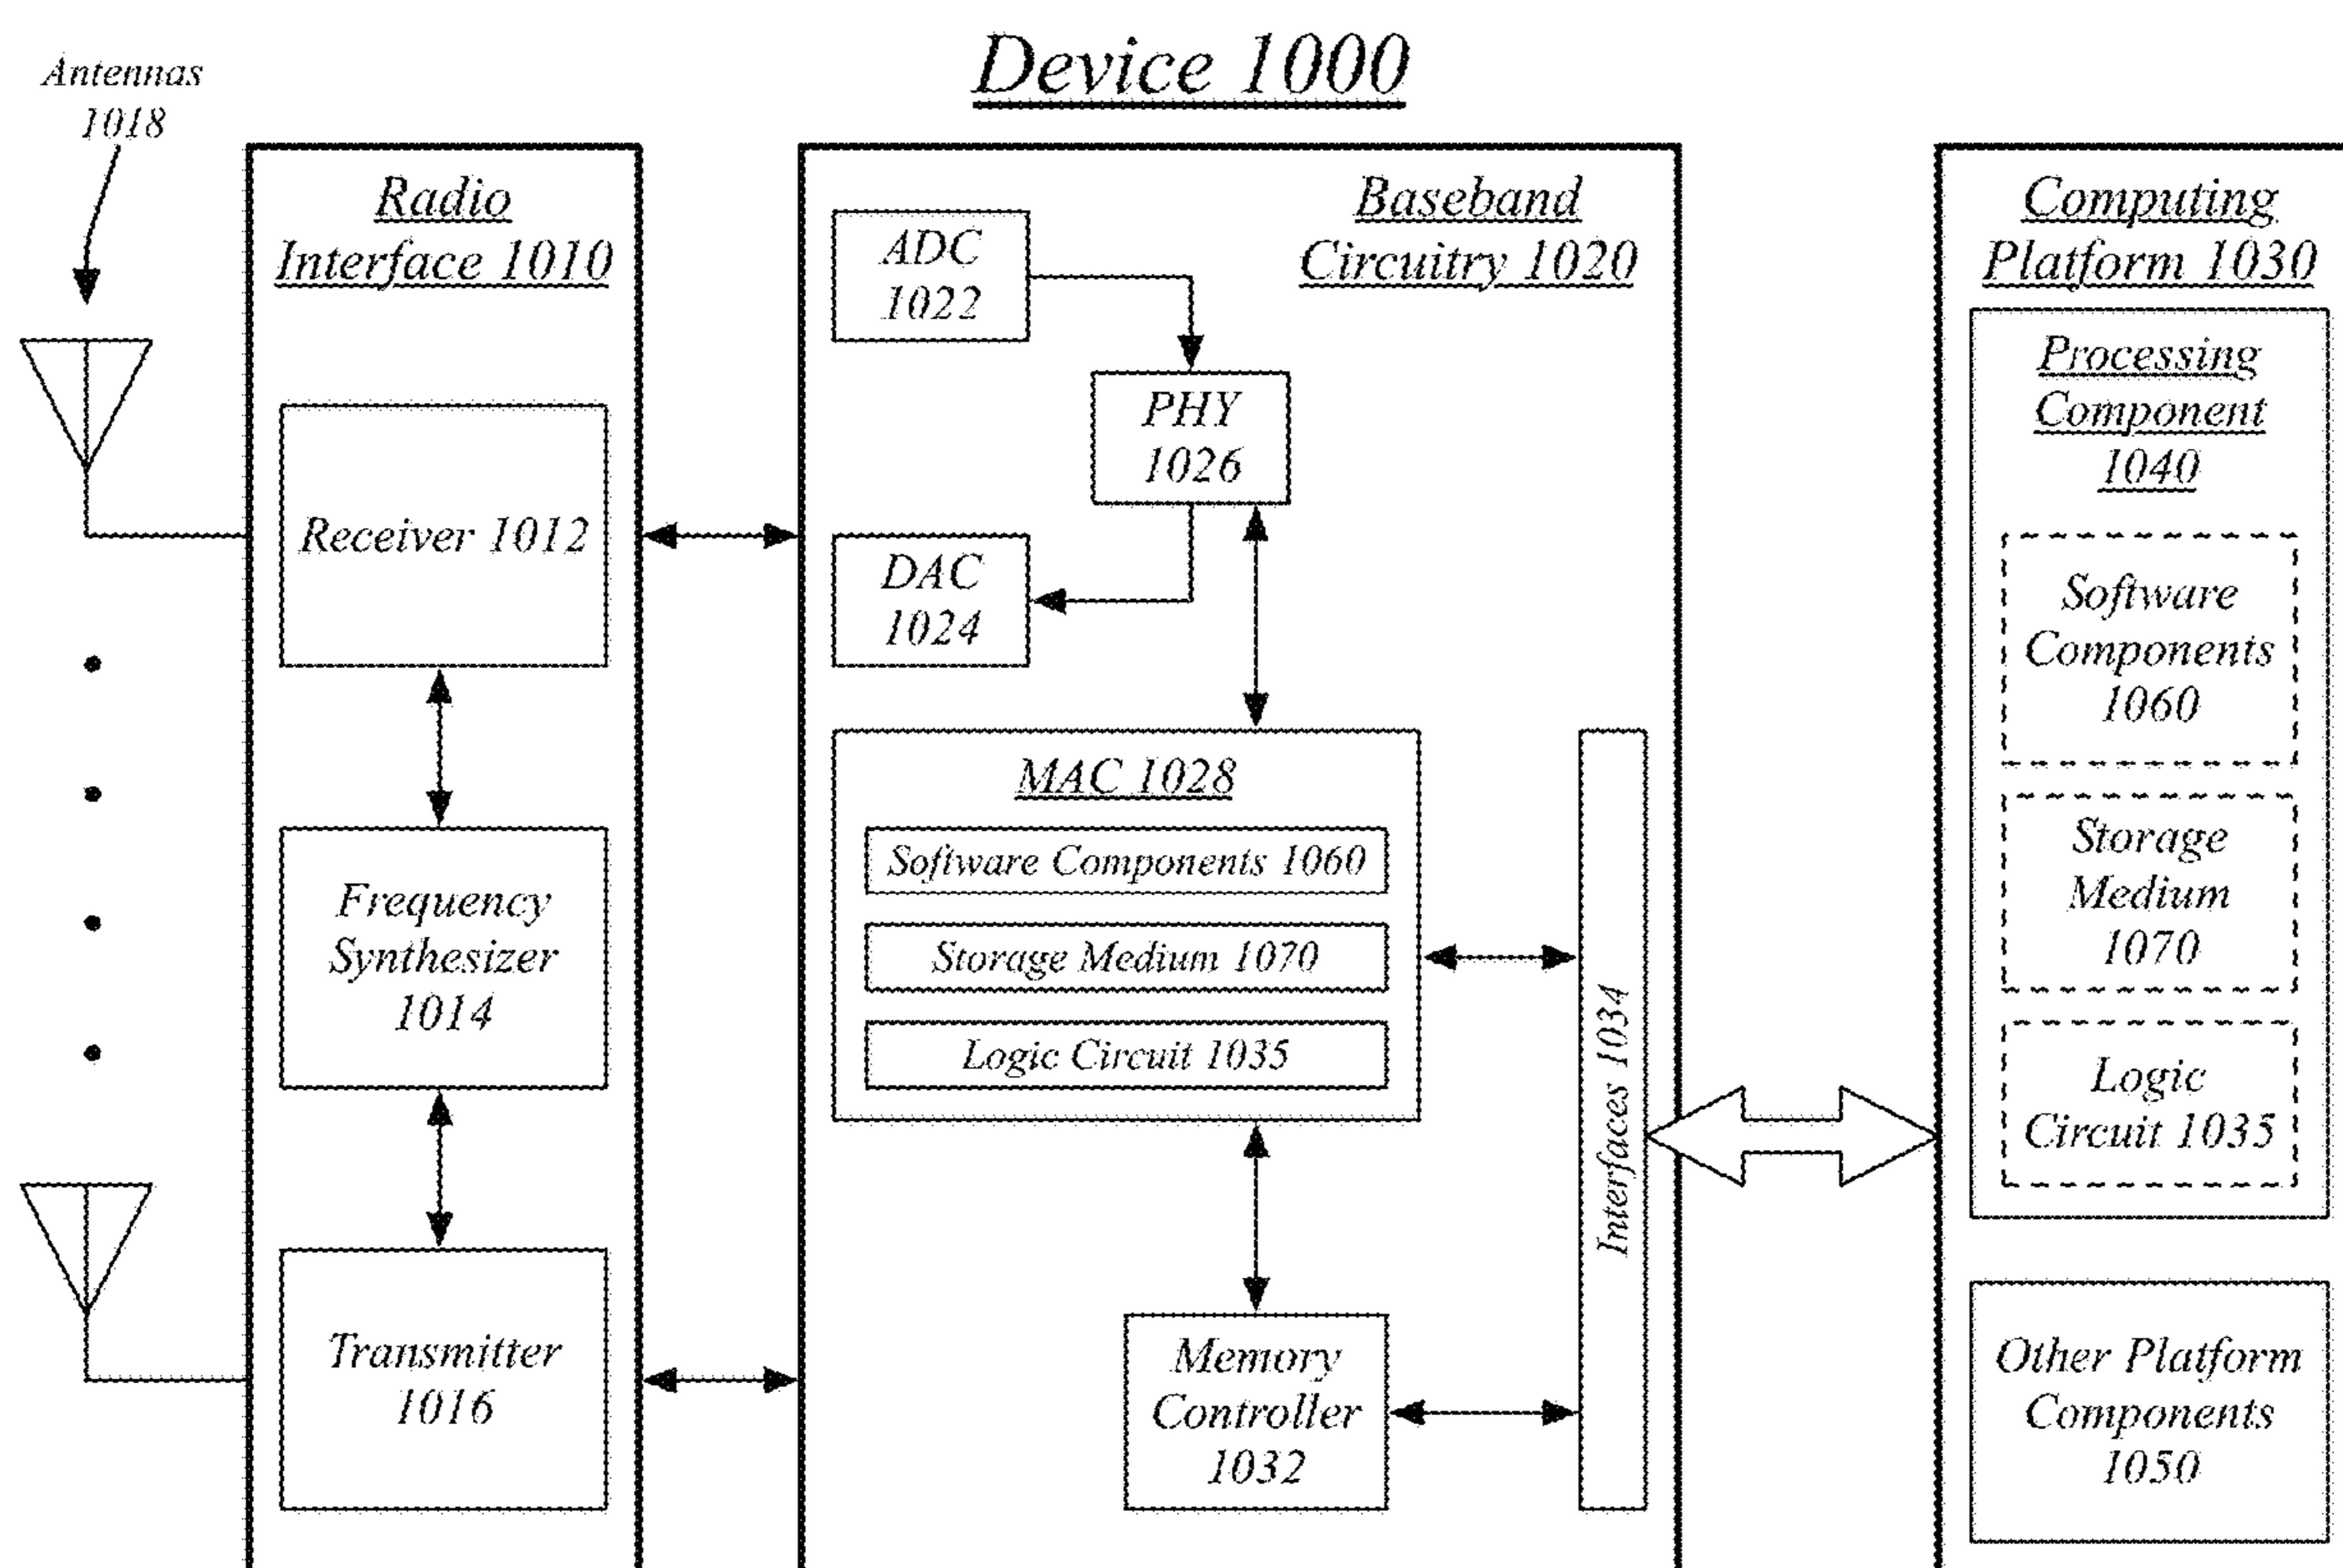 Device 1000
Antennas
1018
Radio
Interface 1010
Receiver 1012
Frequency
Synthesizer
1014
Transmitter
1016
Baseband
Circuitry 1020
ADC
1022
PHY
1026
DAC
1024
MAC 1028
Software Components 1060
Storage Medium 1070
Logic Circuit 1035
Interfaces 1034
Memory
Controller
1032
Computing
Platform 1030
Processing
Component
1040
Software
Components
1060
Storage
Medium
1070
Logic
Circuit 1035
Other Platform
Components
1050